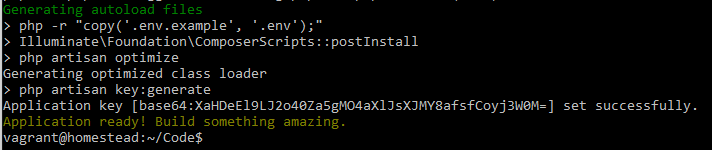 Generating autoload files
> php -r "copy('.env.example', '.env');"
> Illuminate\Foundation\ComposerScripts::postInstall
> php artisan optimize
Generating optimized class loader
> php artisan key:generate
Application key [base64:XaHDeEl9LJ2o40Za5gMO4aXlJsXJMY8afsfCoyj3W0M=] set successfully.
Application ready! Build something amazing.
vagrant@homestead:~/Code$